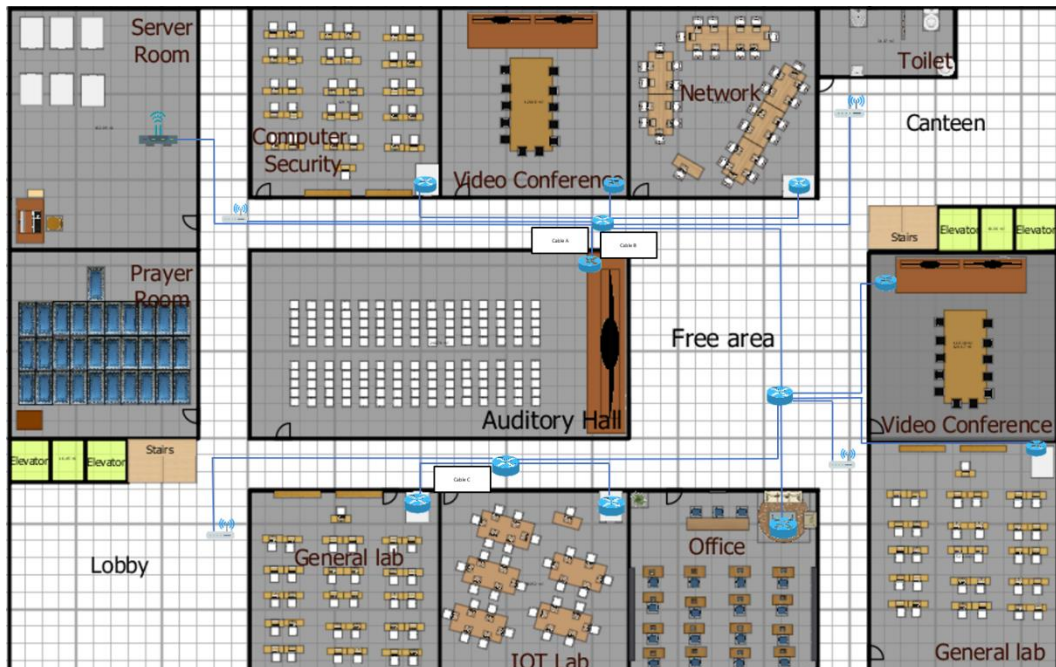 Server
Room
Computer
Security
Video Conference
Network
Toilet
Canteen
Stairs
Elevator
Elevator
Cable A
Cable B
Prayer
Room
Free area
Auditory Hall
Video Conference
Elevator
Elevator
Stairs
Cable C
Lobby
General lab
IOT Lab
Office
General lab